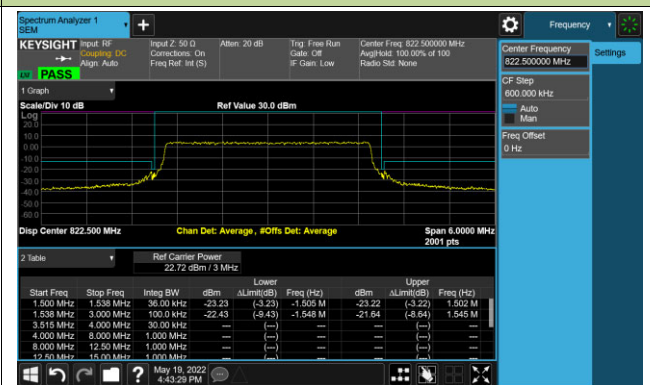 Spectrum Analyzer 1
SEM
Frequency
KEYSIGHT
Input: RF
Coupling: DC
Align: Auto
Input Z: 50 Ω
Corrections: On
Freq Ref: Int (S)
Atten: 20 dB
Trig: Free Run
Gate: Off
IF Gain: Low
Center Freq: 822.500000 MHz
Avg|Hold: 100.00% of 100
Radio Std: None
PASS
Center Frequency
822.500000 MHz
Settings
CF Step
600.000 kHz
Auto
Man
Freq Offset
0 Hz
1 Graph
Scale/Div 10 dB
Ref Value 30.0 dBm
Log
20.0
10.0
0.00
-10.0
-20.0
-30.0
-40.0
-50.0
-60.0
Disp Center 822.500 MHz
Chan Det: Average , #Offs Det: Average
Span 6.0000 MHz
2001 pts
2 Table
Ref Carrier Power
22.72 dBm / 3 MHz
Lower Upper
Start Freq Stop Freq Integ BW dBm ΔLimit(dB) Freq (Hz) dBm ΔLimit(dB) Freq (Hz)
1.500 MHz 1.538 MHz 36.00 kHz -23.23 (-3.23) -1.505 M -23.22 (-3.22) 1.502 M
1.538 MHz 3.000 MHz 100.0 kHz -22.43 (-9.43) -1.548 M -21.64 (-8.64) 1.545 M
3.515 MHz 4.000 MHz 30.00 kHz --- (---) --- --- (---) ---
4.000 MHz 8.000 MHz 1.000 MHz --- (---) --- --- (---) ---
8.000 MHz 12.50 MHz 1.000 MHz --- (---) --- --- (---) ---
12.50 MHz 15.00 MHz 1.000 MHz --- (---) --- --- (---) ---
May 19, 2022
4:43:29 PM